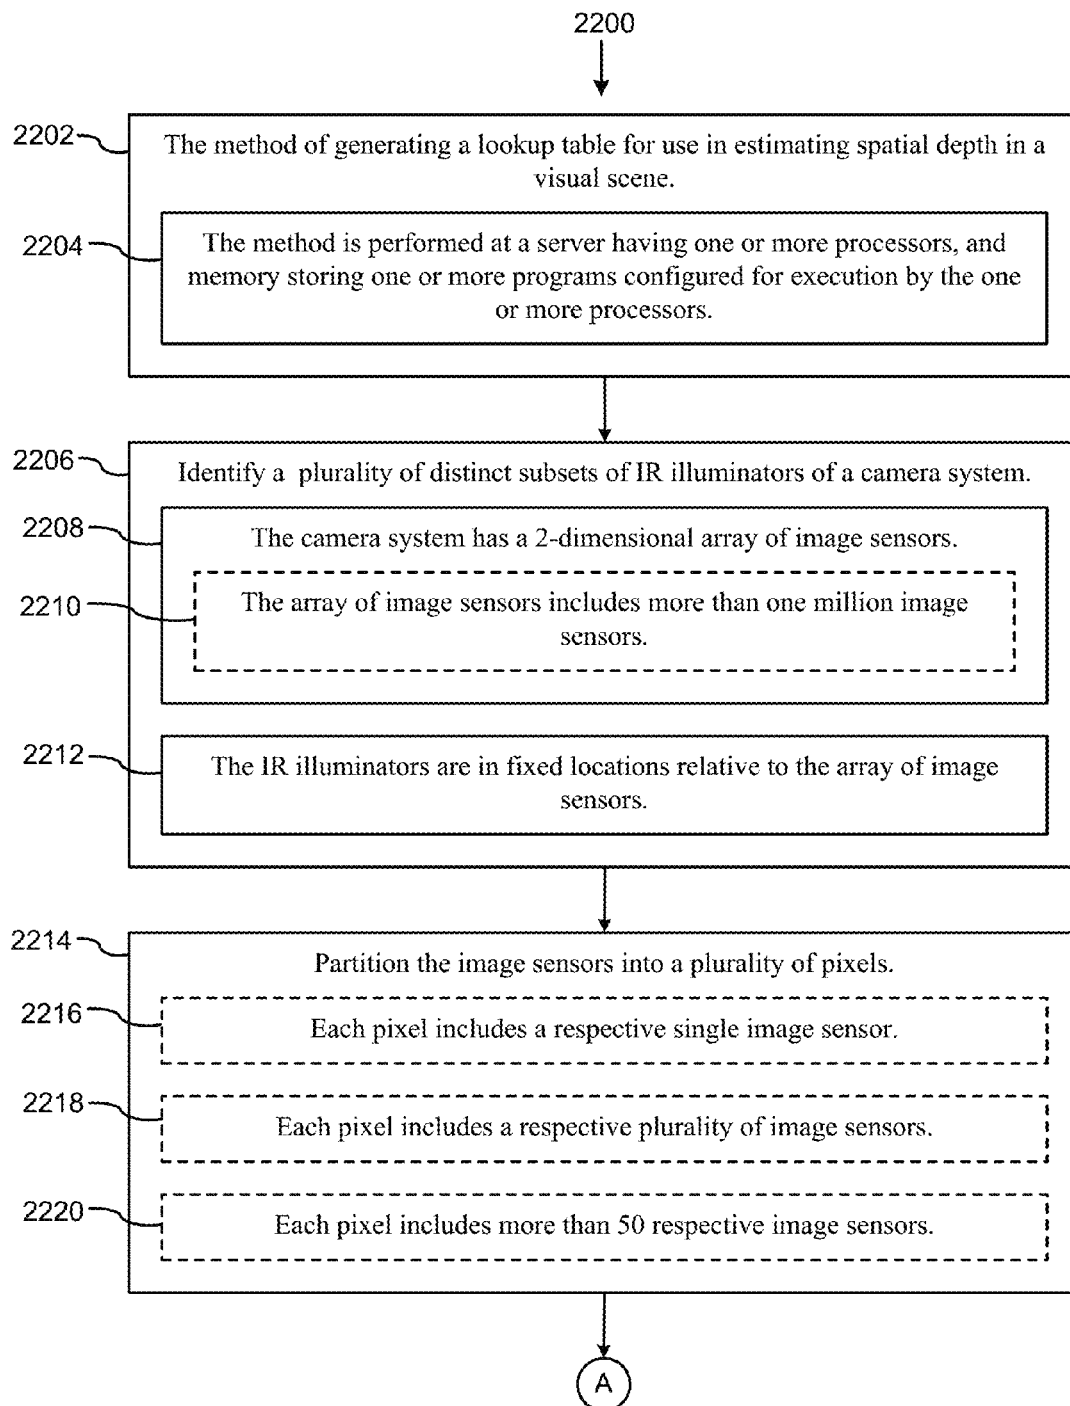 2200
2202
The method of generating a lookup table for use in estimating spatial depth in a
visual scene.
2204
The method is performed at a server having one or more processors, and
memory storing one or more programs configured for execution by the one
or more processors.
2206
Identify a plurality of distinct subsets of IR illuminators of a camera system.
2208
The camera system has a 2-dimensional array of image sensors.
2210
The array of image sensors includes more than one million image
sensors.
2212
The IR illuminators are in fixed locations relative to the array of image
sensors.
2214
Partition the image sensors into a plurality of pixels.
2216
Each pixel includes a respective single image sensor.
2218
Each pixel includes a respective plurality of image sensors.
2220
Each pixel includes more than 50 respective image sensors.
A